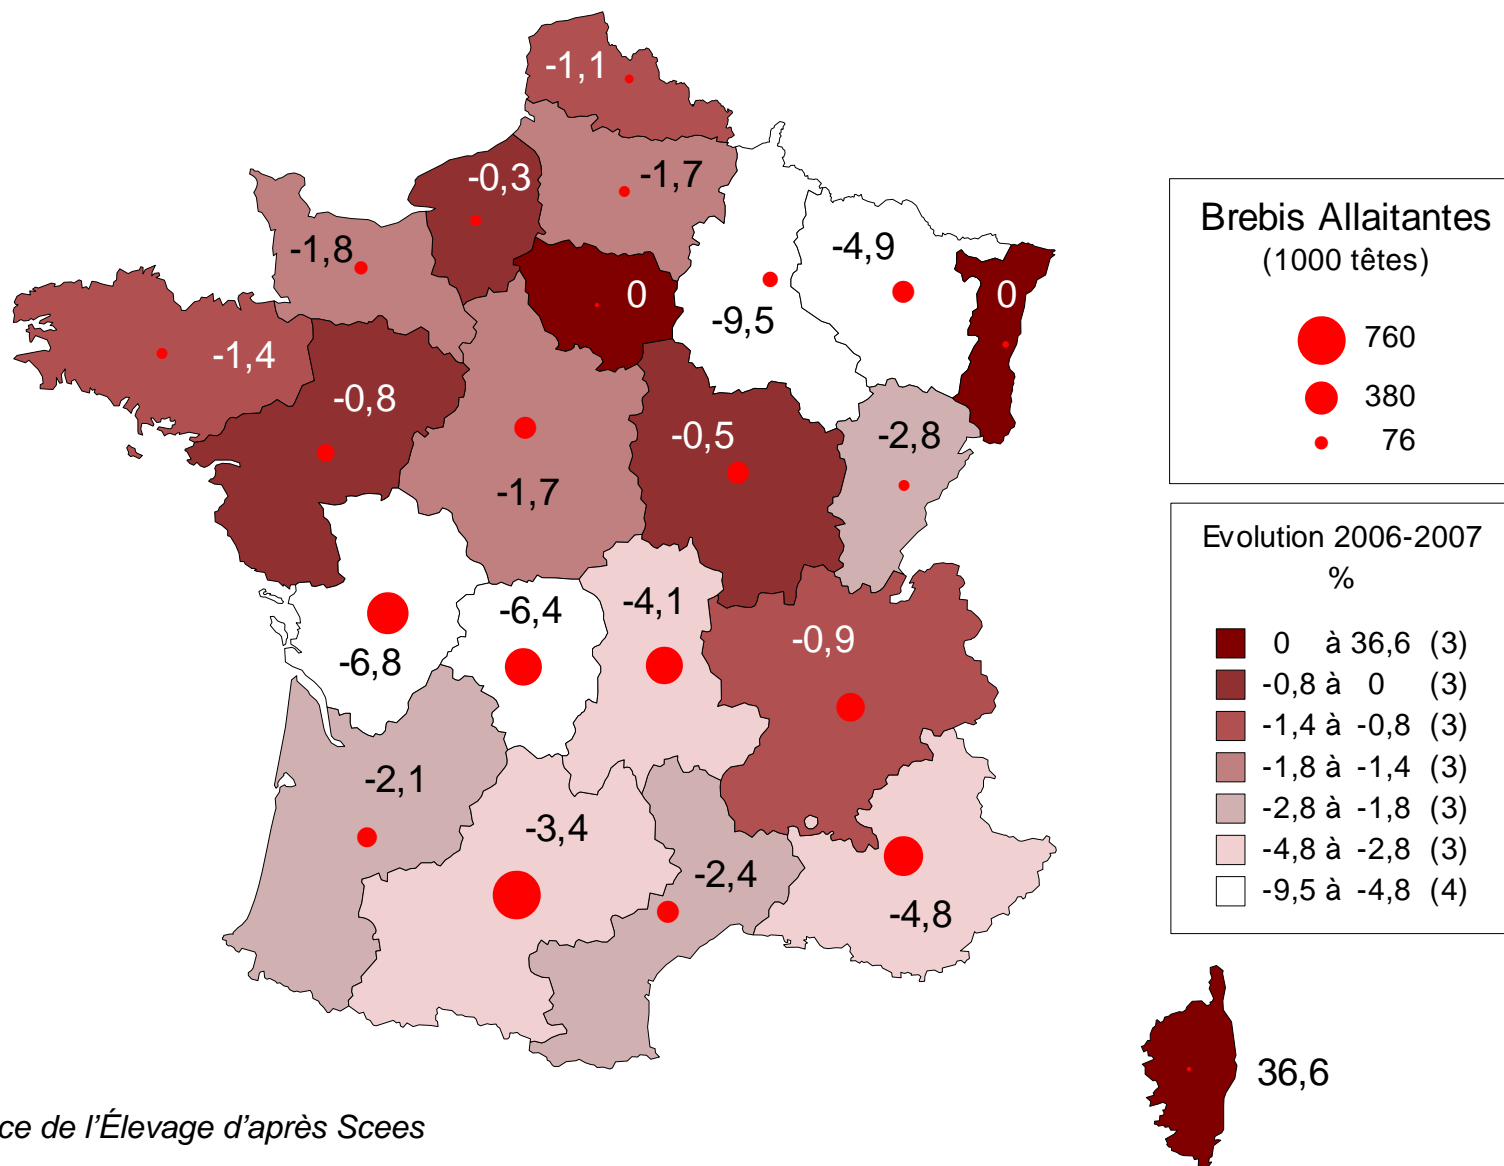 -1,1
-0,3
-1,7
-1,8
-4,9
0
0
-9,5
-1,4
-0,8
-0,5
-2,8
-1,7
-6,4
-4,1
-6,8
-0,9
-2,1
-3,4
-2,4
-4,8
Brebis Allaitantes
(1000 têtes)
760
380
76
Evolution 2006-2007
%
0 à 36,6 (3)
-0,8 à 0 (3)
-1,4 à -0,8 (3)
-1,8 à -1,4 (3)
-2,8 à -1,8 (3)
-4,8 à -2,8 (3)
-9,5 à -4,8 (4)
36,6
ce de l’Élevage d’après Scees